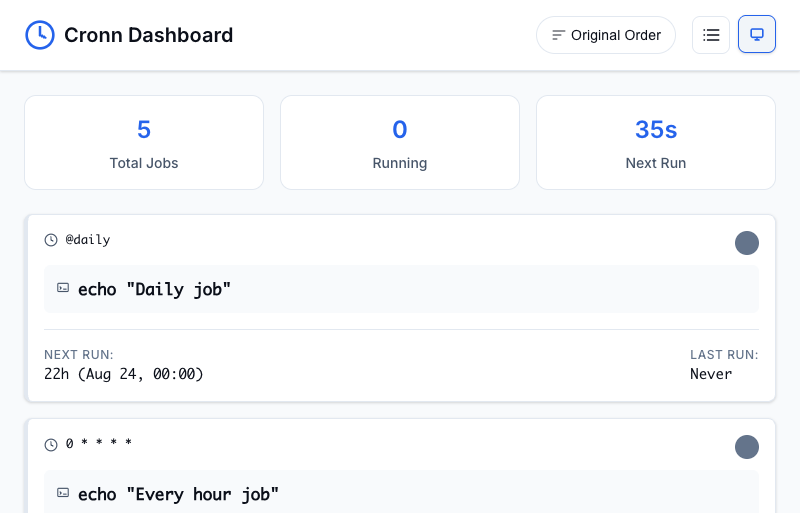 Cronn Dashboard
Original Order
5
Total Jobs
0
Running
35s
Next Run
@daily
echo "Daily job"
NEXT RUN:
22h (Aug 24, 00:00)
LAST RUN:
Never
0 * * * *
echo "Every hour job"